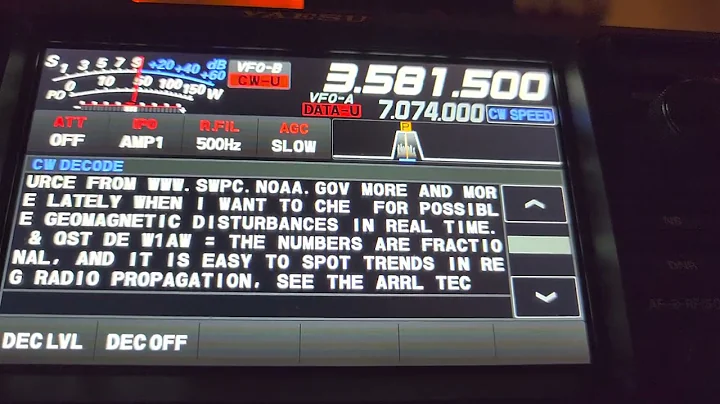 YAESU
S 1 3 5 7 9 +20 +40 +60 dB
PO 0 10 50 100 150 W
VFO-B
CW-U
3.581.500
VFO-A
DATA-U
7.074.000
CW SPEED
ATT
OFF
IPO
AMP1
R.FIL
500Hz
AGC
SLOW
P
CW DECODE
URCE FROM WWW.SWPC.NOAA.GOV MORE AND MOR
E LATELY WHEN I WANT TO CHE  FOR POSSIBL
E GEOMAGNETIC DISTURBANCES IN REAL TIME.
& QST DE W1AW = THE NUMBERS ARE FRACTIO
NAL, AND IT IS EASY TO SPOT TRENDS IN RE
G RADIO PROPAGATION, SEE THE ARRL TEC
DEC LVL
DEC OFF
NB
DNR